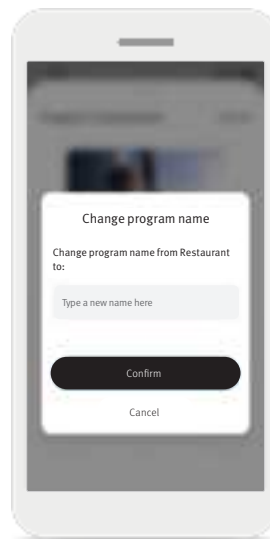 Change program name
Change program name from Restaurant
to:
Type a new name here
Confirm
Cancel